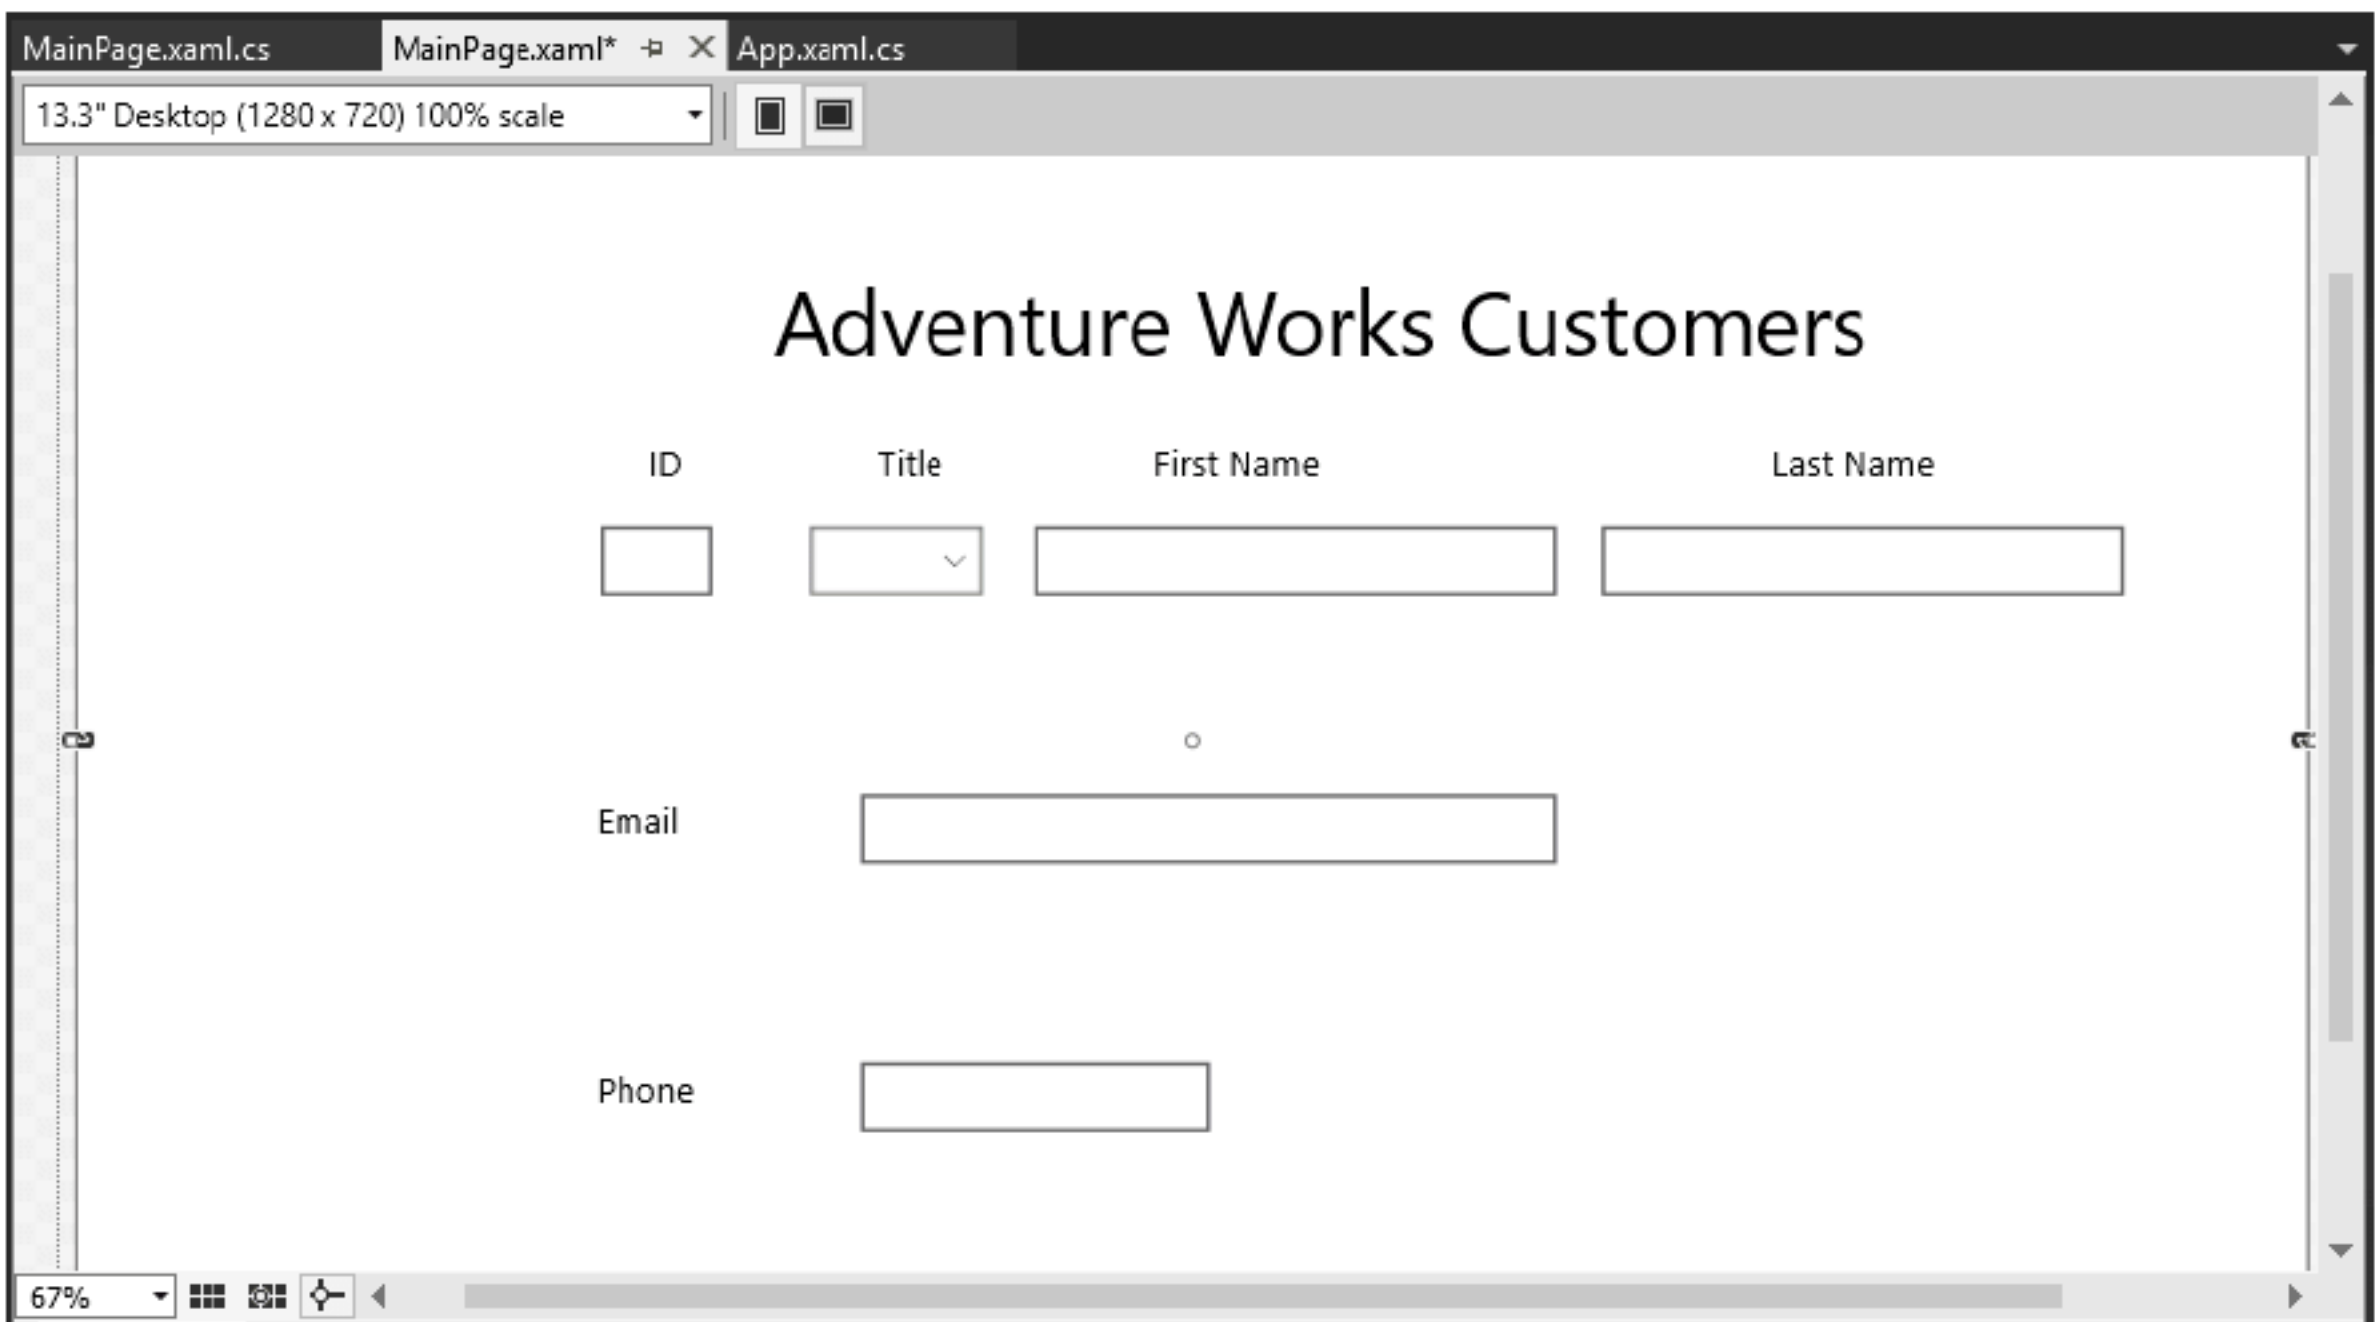 MainPage.xaml.cs MainPage.xaml* App.xaml.cs
13.3" Desktop (1280 x 720) 100% scale
Adventure Works Customers
ID Title First Name Last Name
Email
Phone
67%